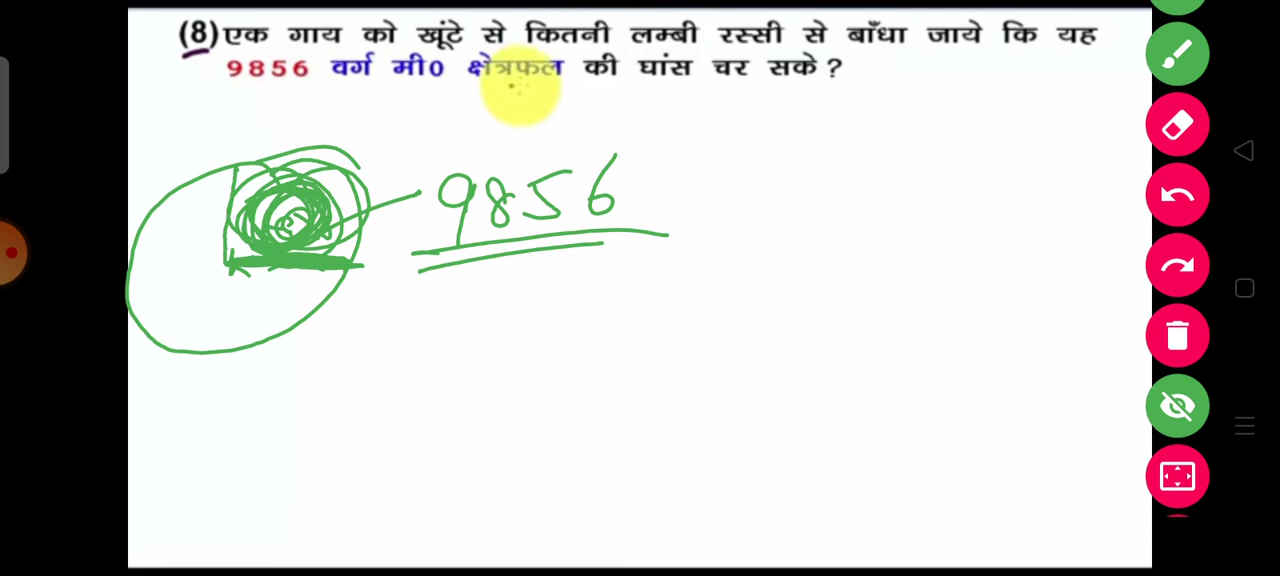 (8) एक गाय को खूंटे से कितनी लम्बी रस्सी से बाँधा जाये कि यह
9856 वर्ग मी0 क्षेत्रफल की घांस चर सके ?
9856